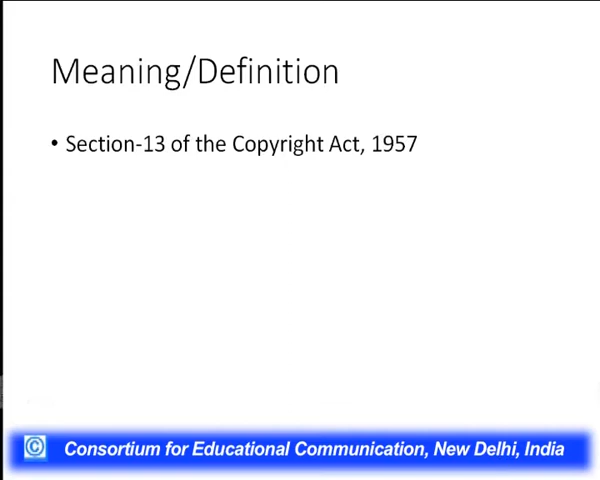 Meaning/Definition
• Section-13 of the Copyright Act, 1957
© Consortium for Educational Communication, New Delhi, India